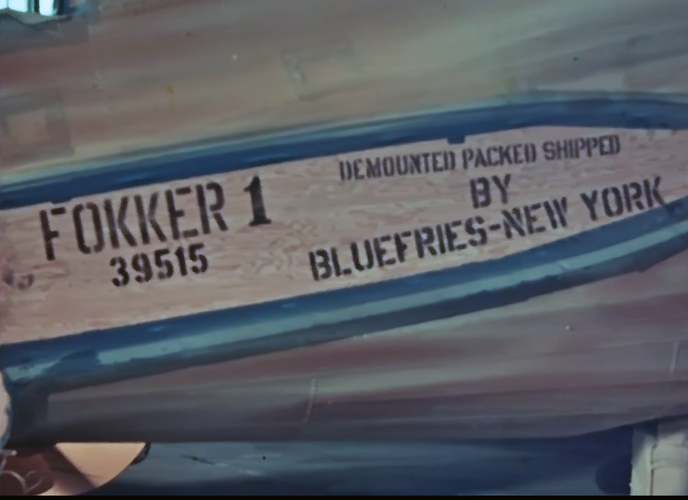 FOKKER 1
39515
DEMOUNTED PACKED SHIPPED
BY
BLUEFRIES-NEW YORK